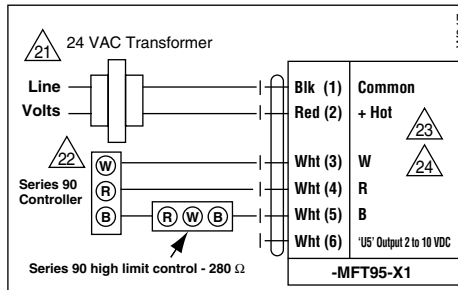 21 24 VAC Transformer
Line
Volts
Blk (1) Common
Red (2) + Hot
23
22
24
Wht (3) W
Series 90
Controller
W
R
B
Wht (4) R
R W B
Wht (5) B
Wht (6) 'U5' Output 2 to 10 VDC
Series 90 high limit control - 280 Ω
-MFT95-X1